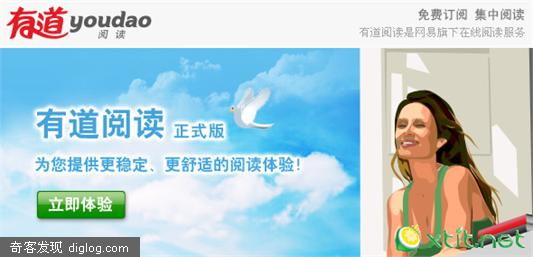 有道 youdao
阅读
免费订阅 集中阅读
有道阅读是网易旗下在线阅读服务
有道阅读 正式版
为您提供更稳定、更舒适的阅读体验!
立即体验
奇客发现 diglog.com
xtit.net